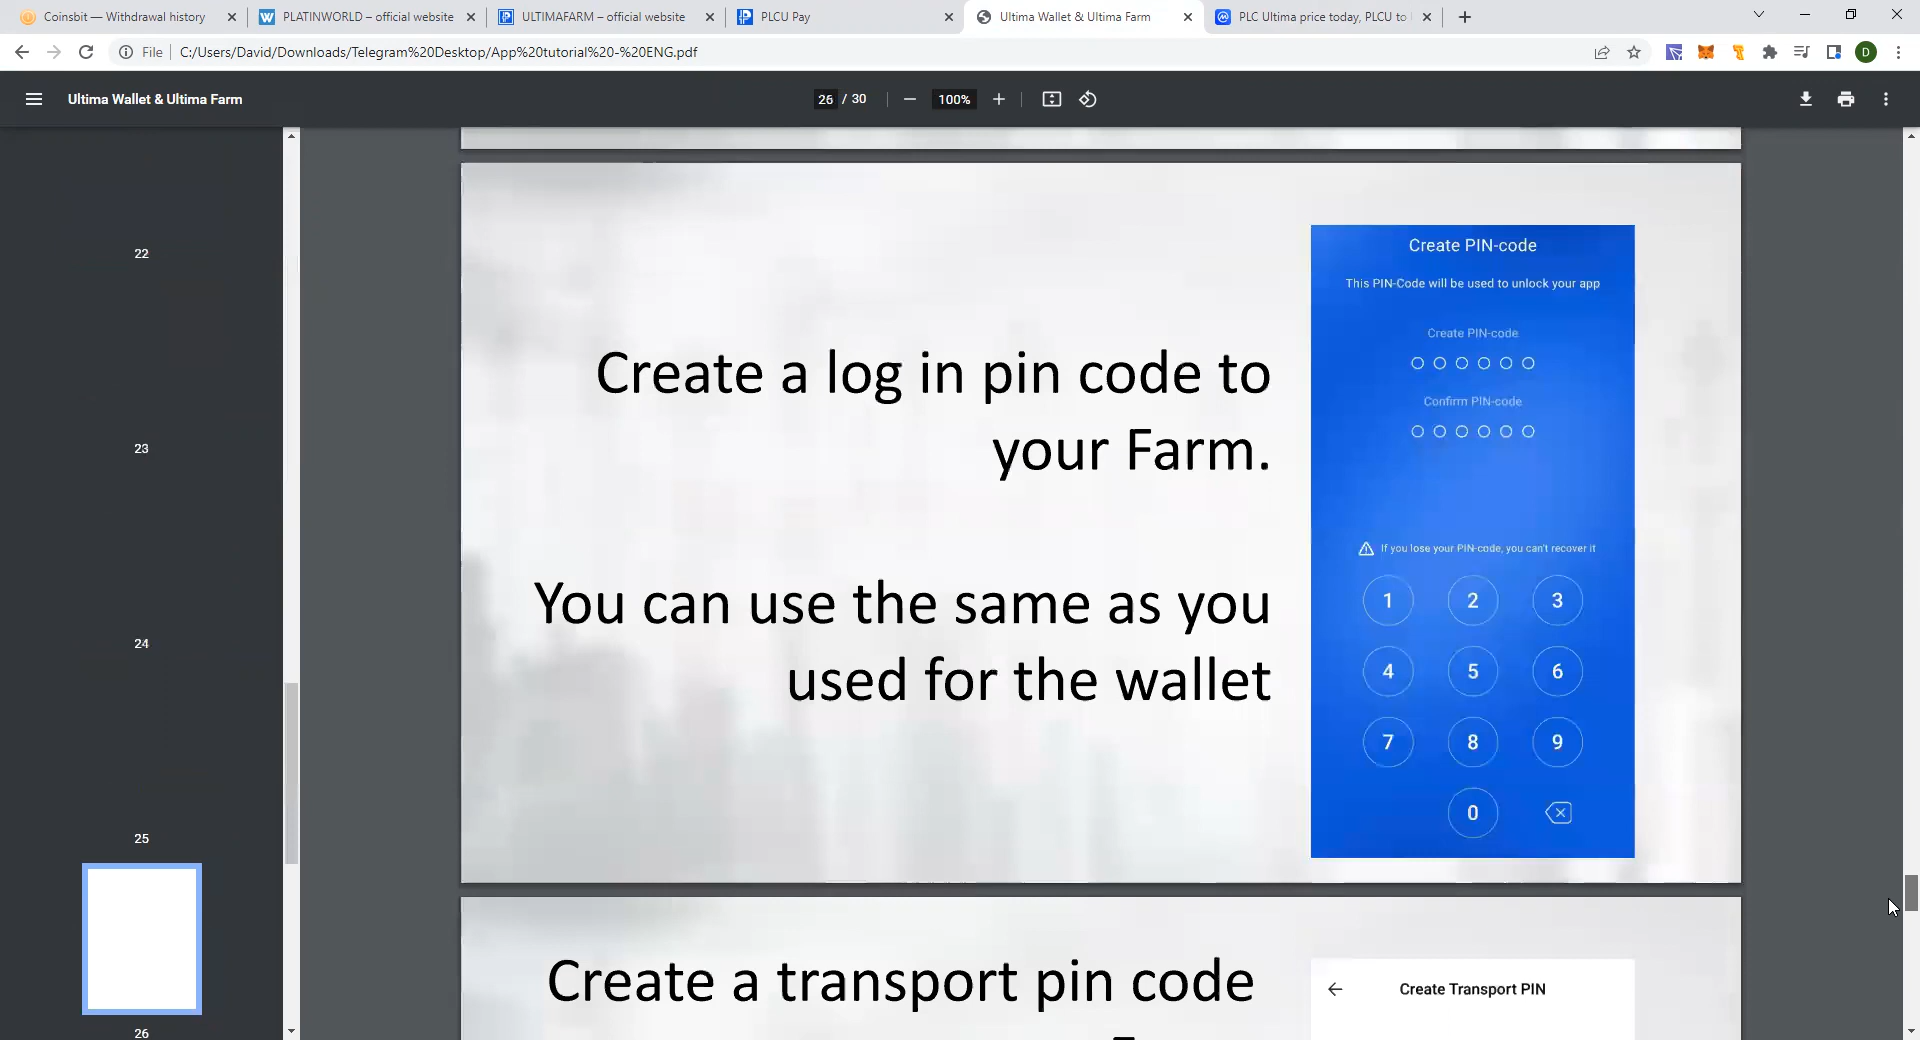 Coinsbit — Withdrawal history
PLATINWORLD – official website
ULTIMAFARM – official website
PLCU Pay
Ultima Wallet & Ultima Farm
PLC Ultima price today, PLCU to
File
C:/Users/David/Downloads/Telegram%20Desktop/App%20tutorial%20-%20ENG.pdf
D
Ultima Wallet & Ultima Farm
26 / 30
100%
22
23
24
25
26
Create a log in pin code to
your Farm.
You can use the same as you
used for the wallet
Create PIN-code
This PIN-Code will be used to unlock your app
Create PIN-code
Confirm PIN-code
If you lose your PIN-code, you can't recover it
1 2 3
4 5 6
7 8 9
0
Create a transport pin code
Create Transport PIN